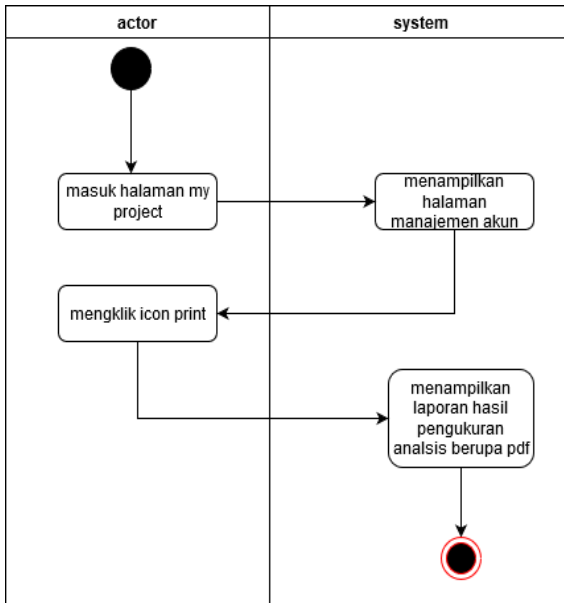 actor
system
masuk halaman my
project
menampilkan
halaman
manajemen akun
mengklik icon print
menampilkan
laporan hasil
pengukuran
analsis berupa pdf